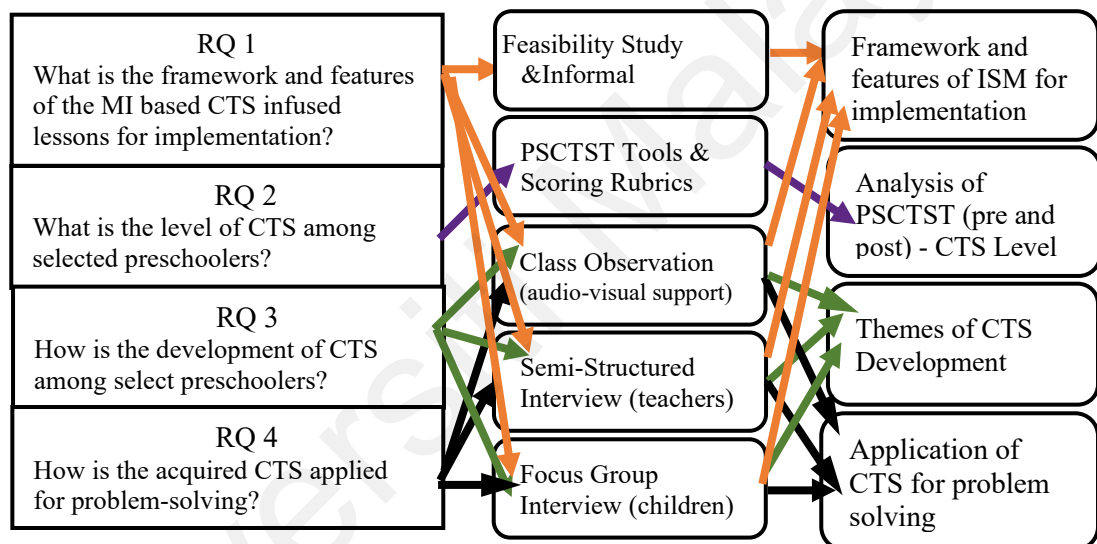 RQ 1
What is the framework and features
of the MI based CTS infused
lessons for implementation?
RQ 2
What is the level of CTS among
selected preschoolers?
RQ 3
How is the development of CTS
among select preschoolers?
RQ 4
How is the acquired CTS applied
for problem-solving?
Feasibility Study
&Informal
PSCTST Tools &
Scoring Rubrics
Class Observation
(audio-visual support)
Semi-Structured
Interview (teachers)
Focus Group
Interview (children)
Framework and
features of ISM for
implementation
Analysis of
PSCTST (pre and
post) - CTS Level
Themes of CTS
Development
Application of
CTS for problem
solving